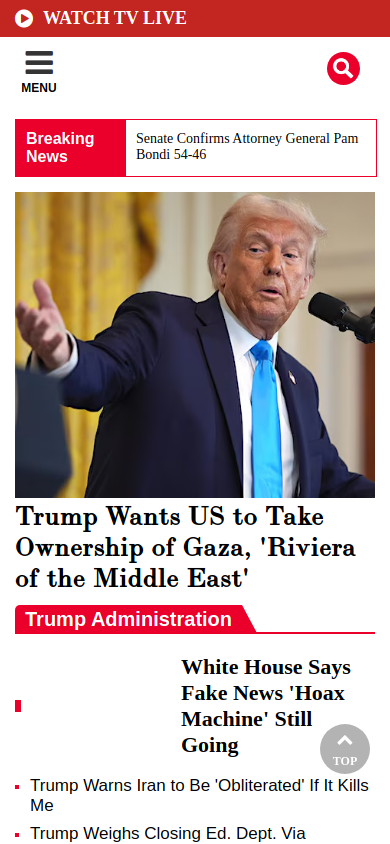 WATCH TV LIVE
MENU
Breaking
News
Senate Confirms Attorney General Pam
Bondi 54-46
Trump Wants US to Take
Ownership of Gaza, 'Riviera
of the Middle East'
Trump Administration
White House Says
Fake News 'Hoax
Machine' Still
Going
TOP
Trump Warns Iran to Be 'Obliterated' If It Kills
Me
Trump Weighs Closing Ed. Dept. Via